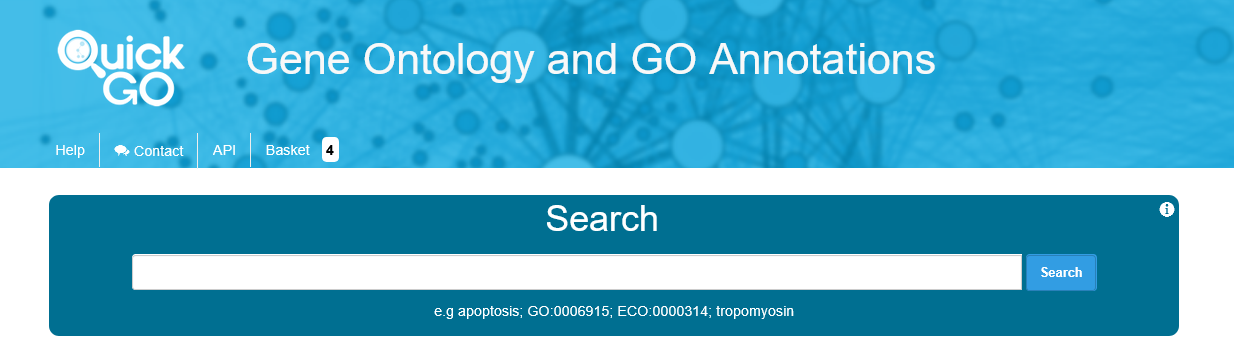 Quick GO
Gene Ontology and GO Annotations
Help Contact API Basket 4
Search
Search
e.g apoptosis; GO:0006915; ECO:0000314; tropomyosin